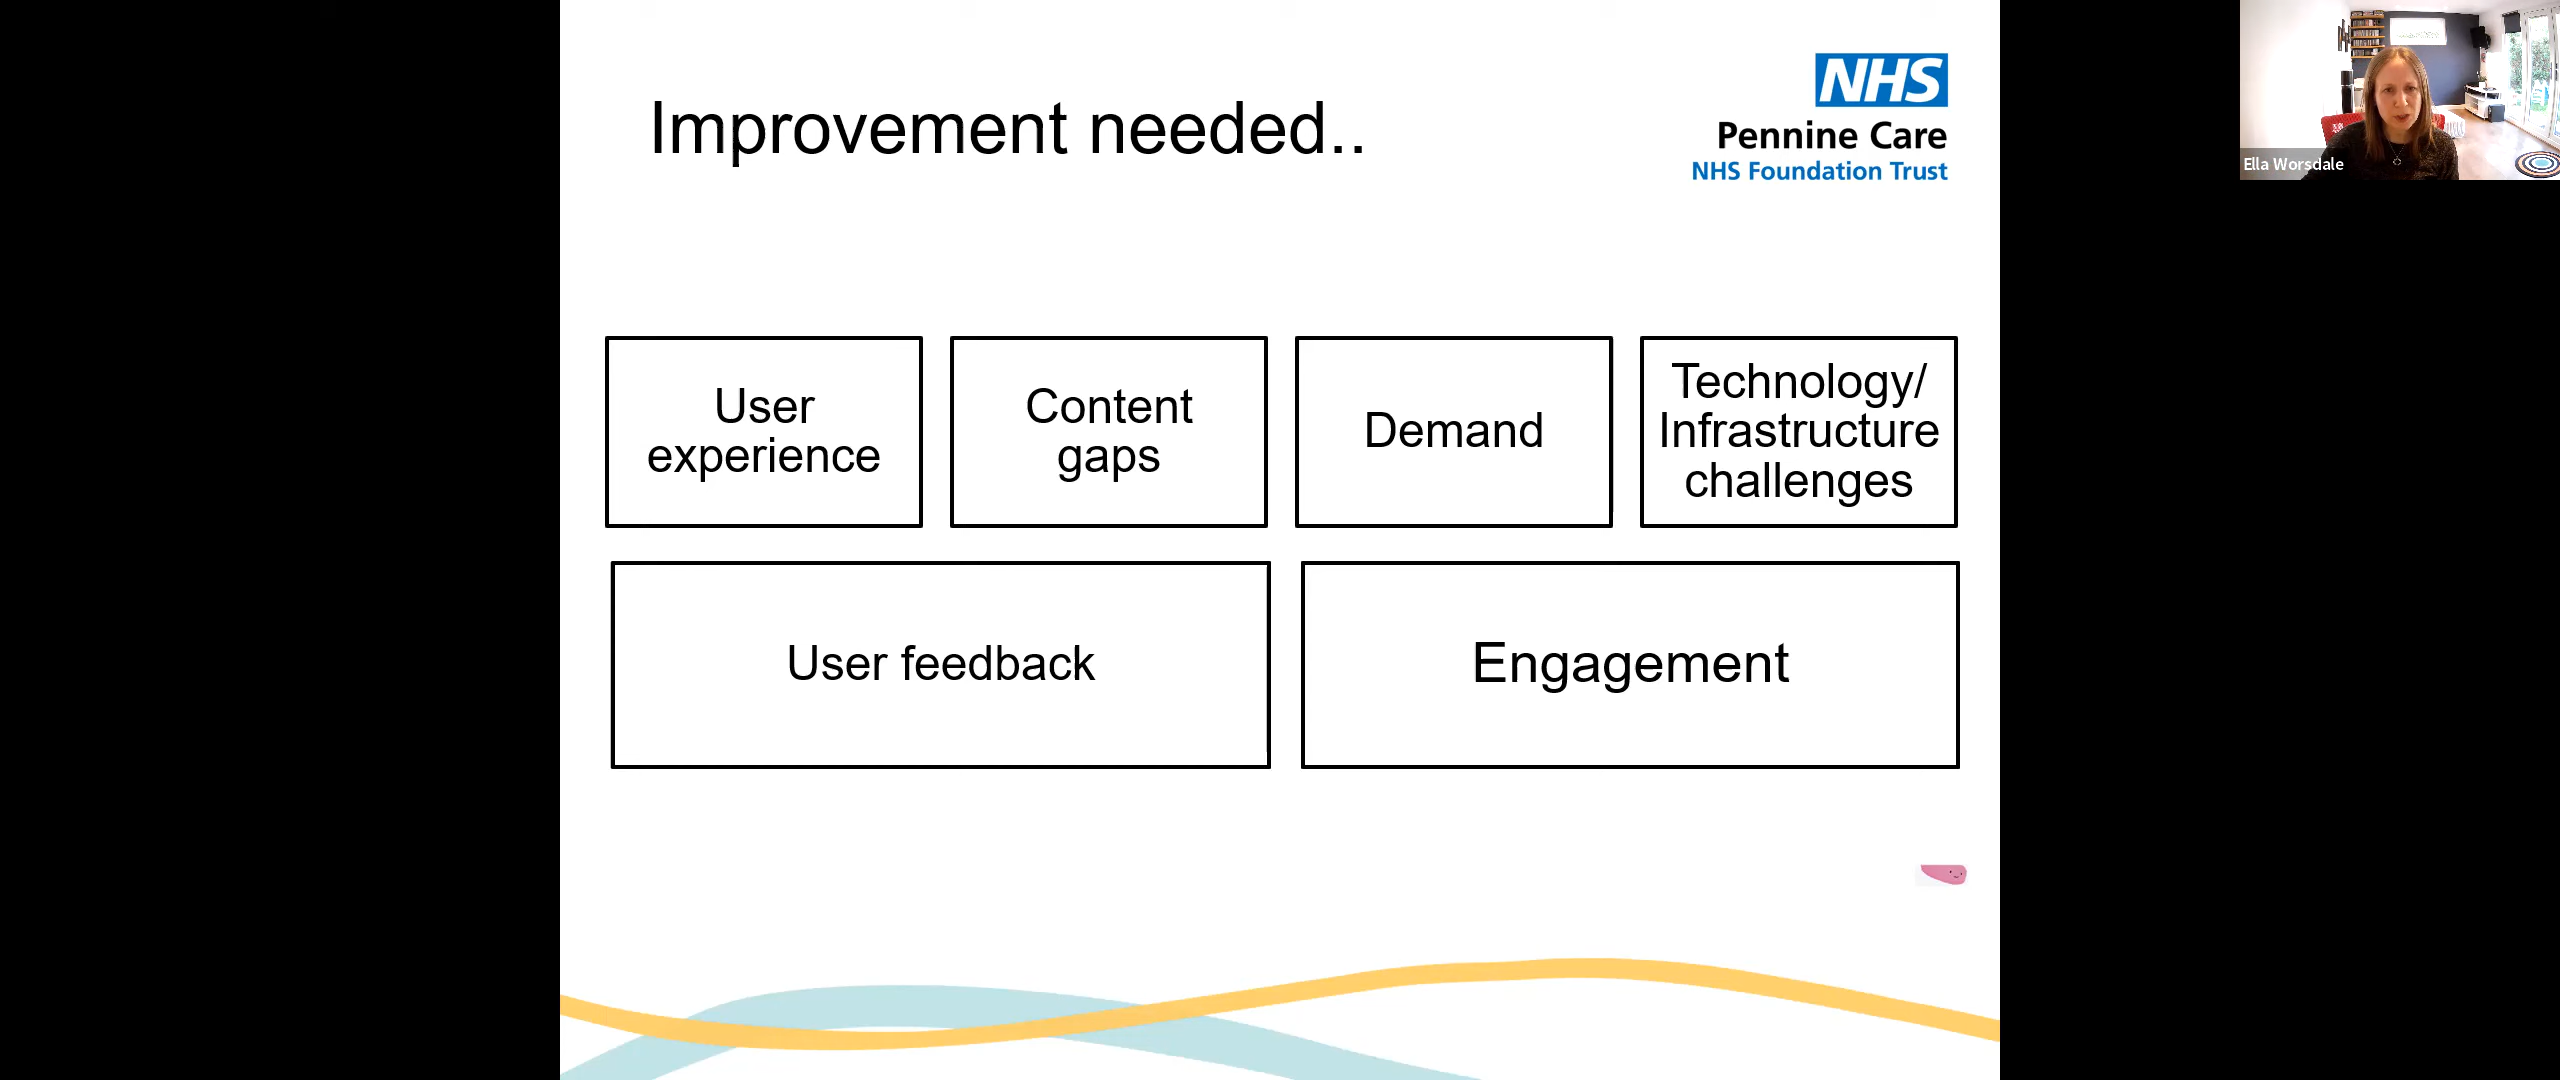 Improvement needed..
NHS
Pennine Care
NHS Foundation Trust
Ella Worsdale
User
experience
Content
gaps
Demand
Technology/
Infrastructure
challenges
User feedback
Engagement